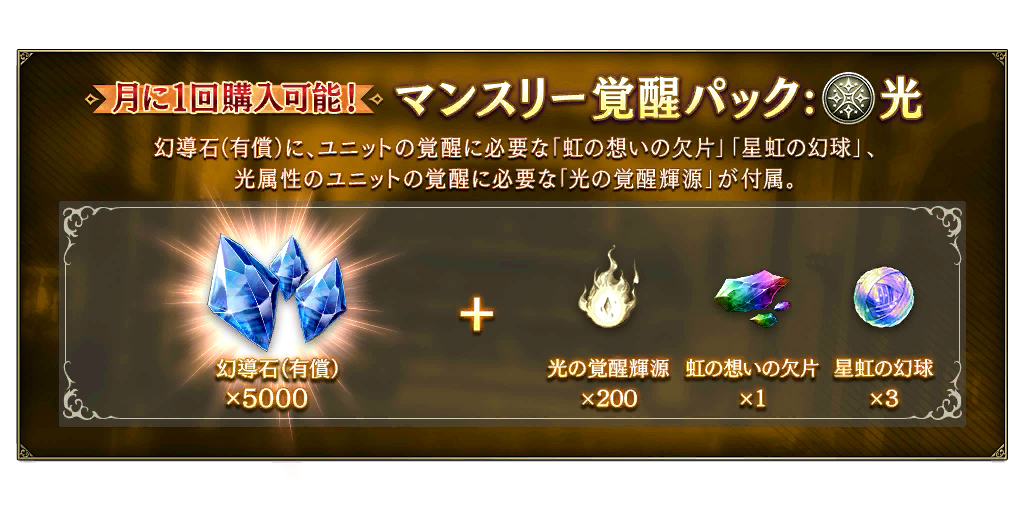 月に1回購入可能！
マンスリー覚醒パック：光
幻導石(有償)に、ユニットの覚醒に必要な「虹の想いの欠片」「星虹の幻球」、
光属性のユニットの覚醒に必要な「光の覚醒輝源」が付属。
幻導石(有償)
×5000
+
光の覚醒輝源
×200
虹の想いの欠片
×1
星虹の幻球
×3